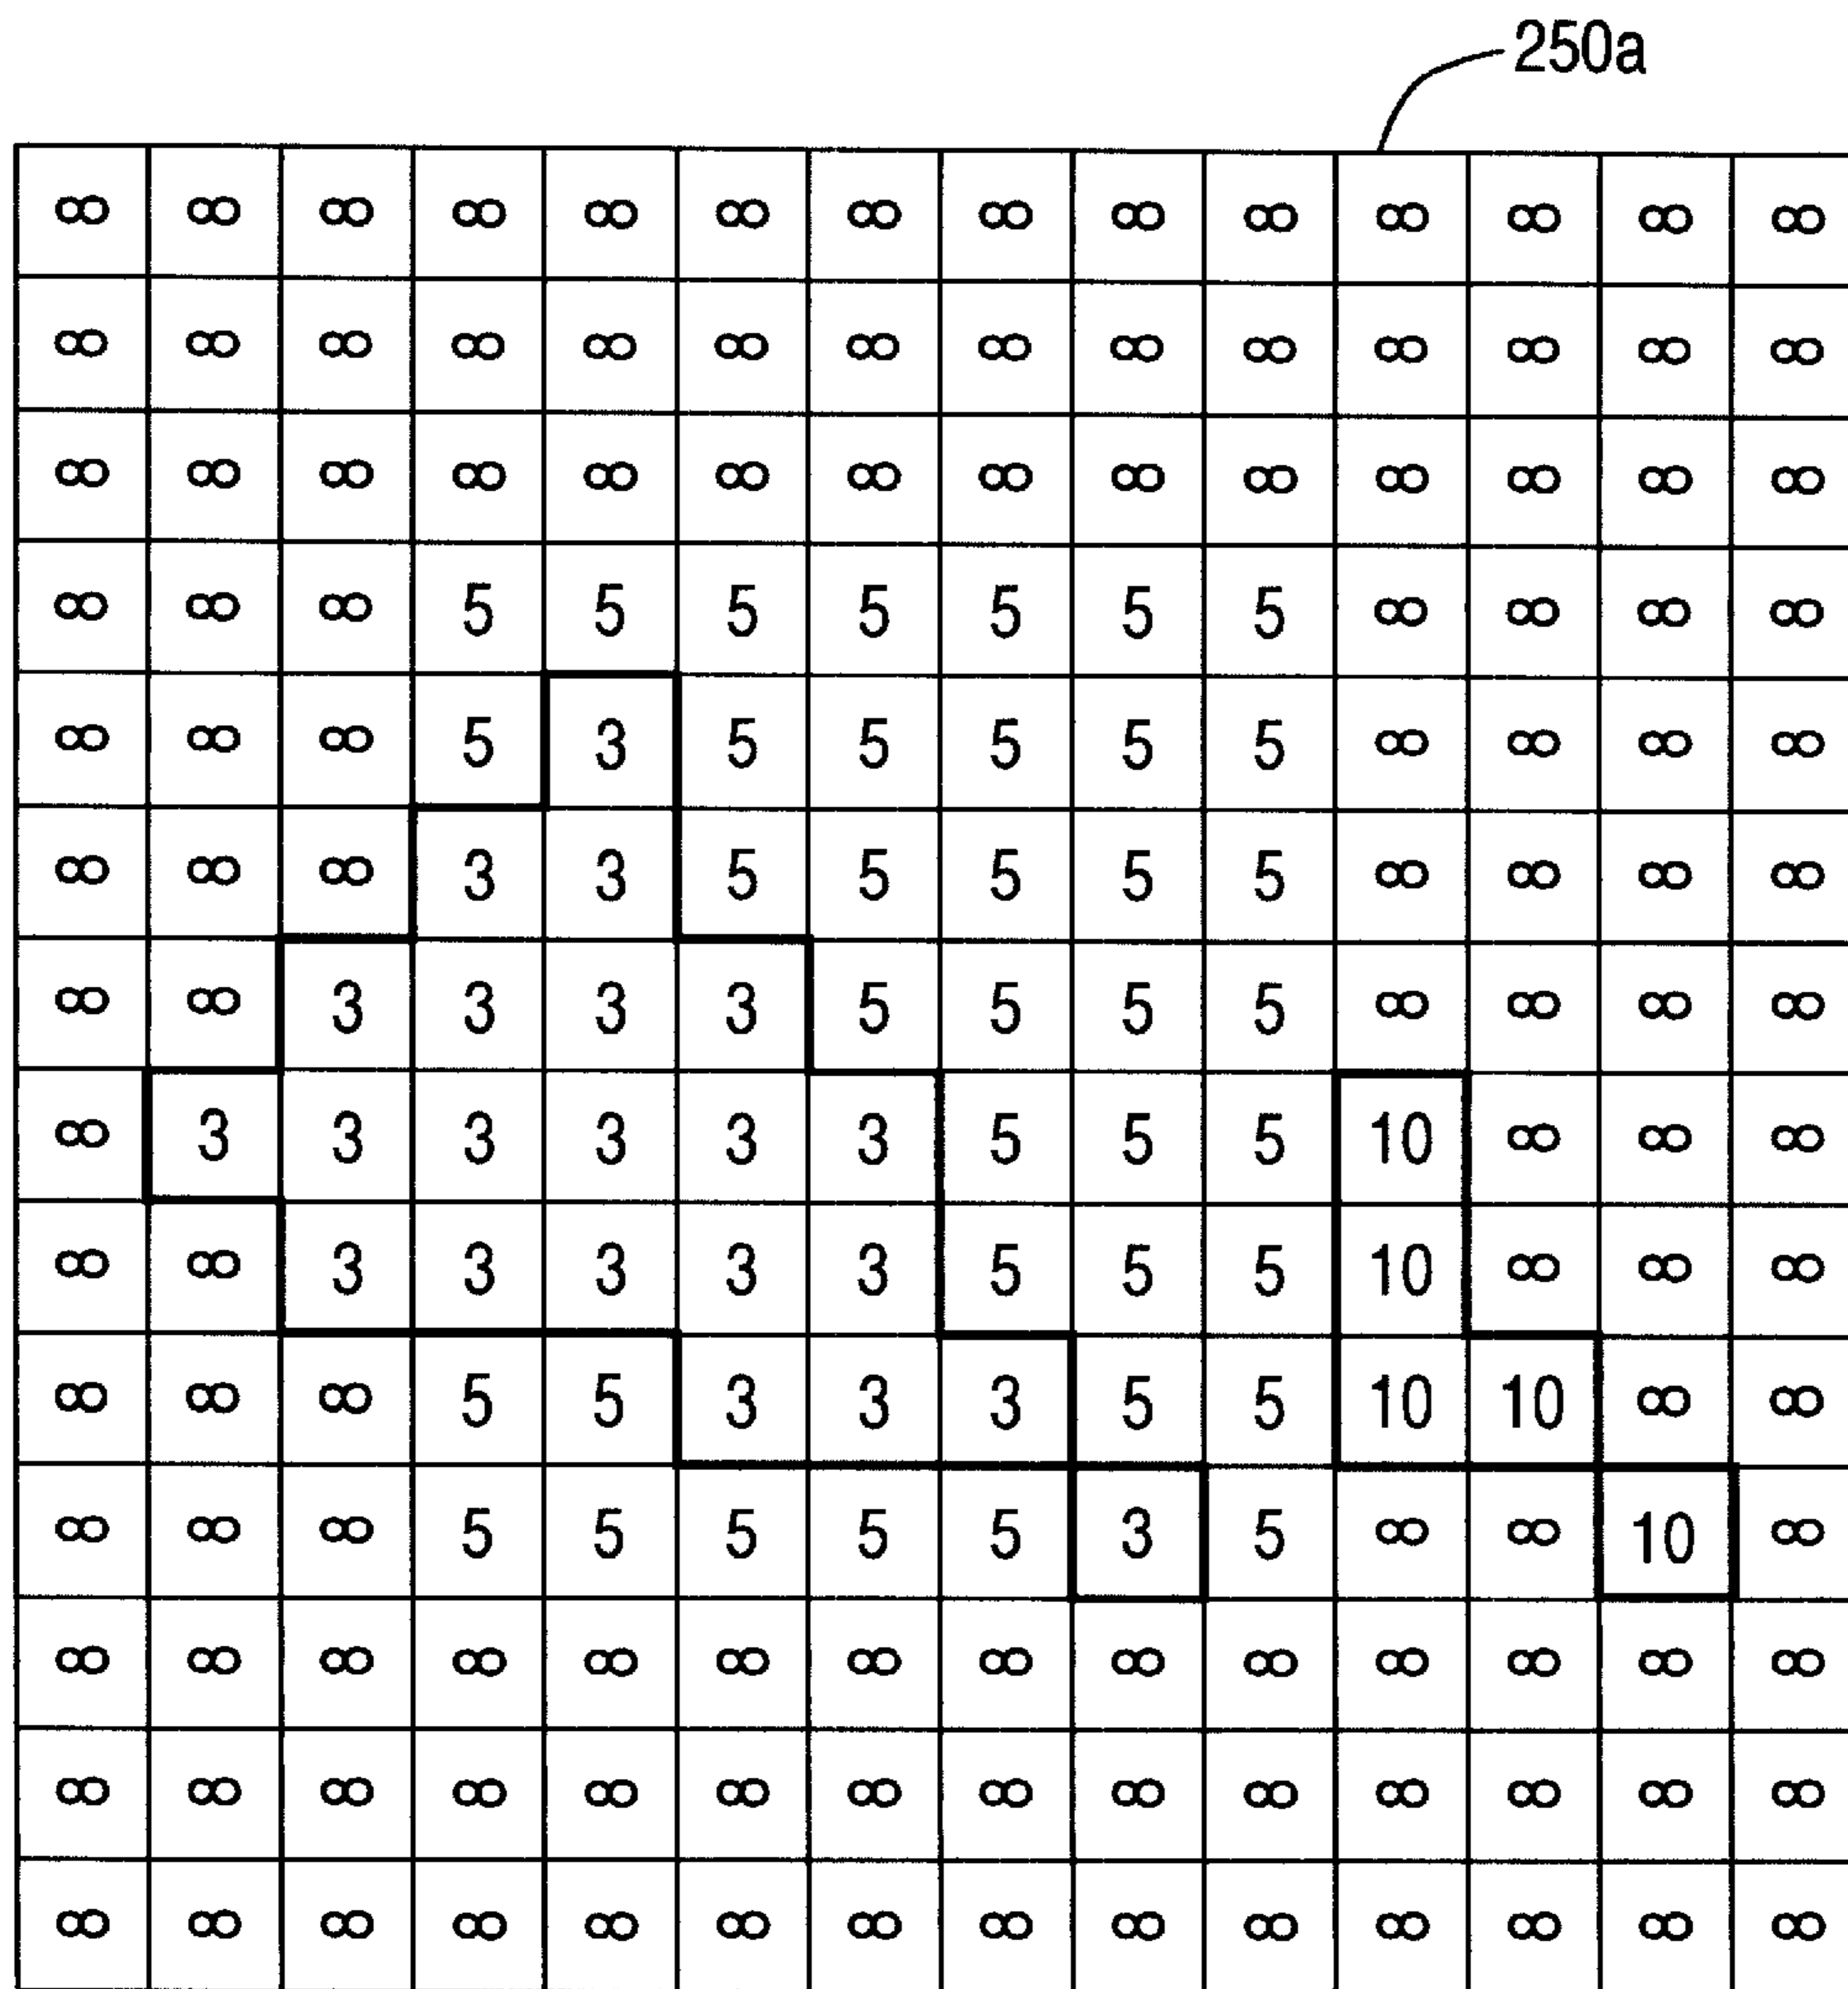 250a
∞ ∞ ∞ ∞ ∞ ∞ ∞ ∞ ∞ ∞ ∞ ∞ ∞ ∞
∞ ∞ ∞ ∞ ∞ ∞ ∞ ∞ ∞ ∞ ∞ ∞ ∞ ∞
∞ ∞ ∞ ∞ ∞ ∞ ∞ ∞ ∞ ∞ ∞ ∞ ∞ ∞
∞ ∞ ∞ 5 5 5 5 5 5 5 ∞ ∞ ∞ ∞
∞ ∞ ∞ 5 3 5 5 5 5 5 ∞ ∞ ∞ ∞
∞ ∞ ∞ 3 3 5 5 5 5 5 ∞ ∞ ∞ ∞
∞ ∞ 3 3 3 3 5 5 5 5 ∞ ∞ ∞ ∞
∞ 3 3 3 3 3 3 5 5 5 10 ∞ ∞ ∞
∞ ∞ 3 3 3 3 3 5 5 5 10 ∞ ∞ ∞
∞ ∞ ∞ 5 5 3 3 3 5 5 10 10 ∞ ∞
∞ ∞ ∞ 5 5 5 5 5 3 5 ∞ ∞ 10 ∞
∞ ∞ ∞ ∞ ∞ ∞ ∞ ∞ ∞ ∞ ∞ ∞ ∞ ∞
∞ ∞ ∞ ∞ ∞ ∞ ∞ ∞ ∞ ∞ ∞ ∞ ∞ ∞
∞ ∞ ∞ ∞ ∞ ∞ ∞ ∞ ∞ ∞ ∞ ∞ ∞ ∞